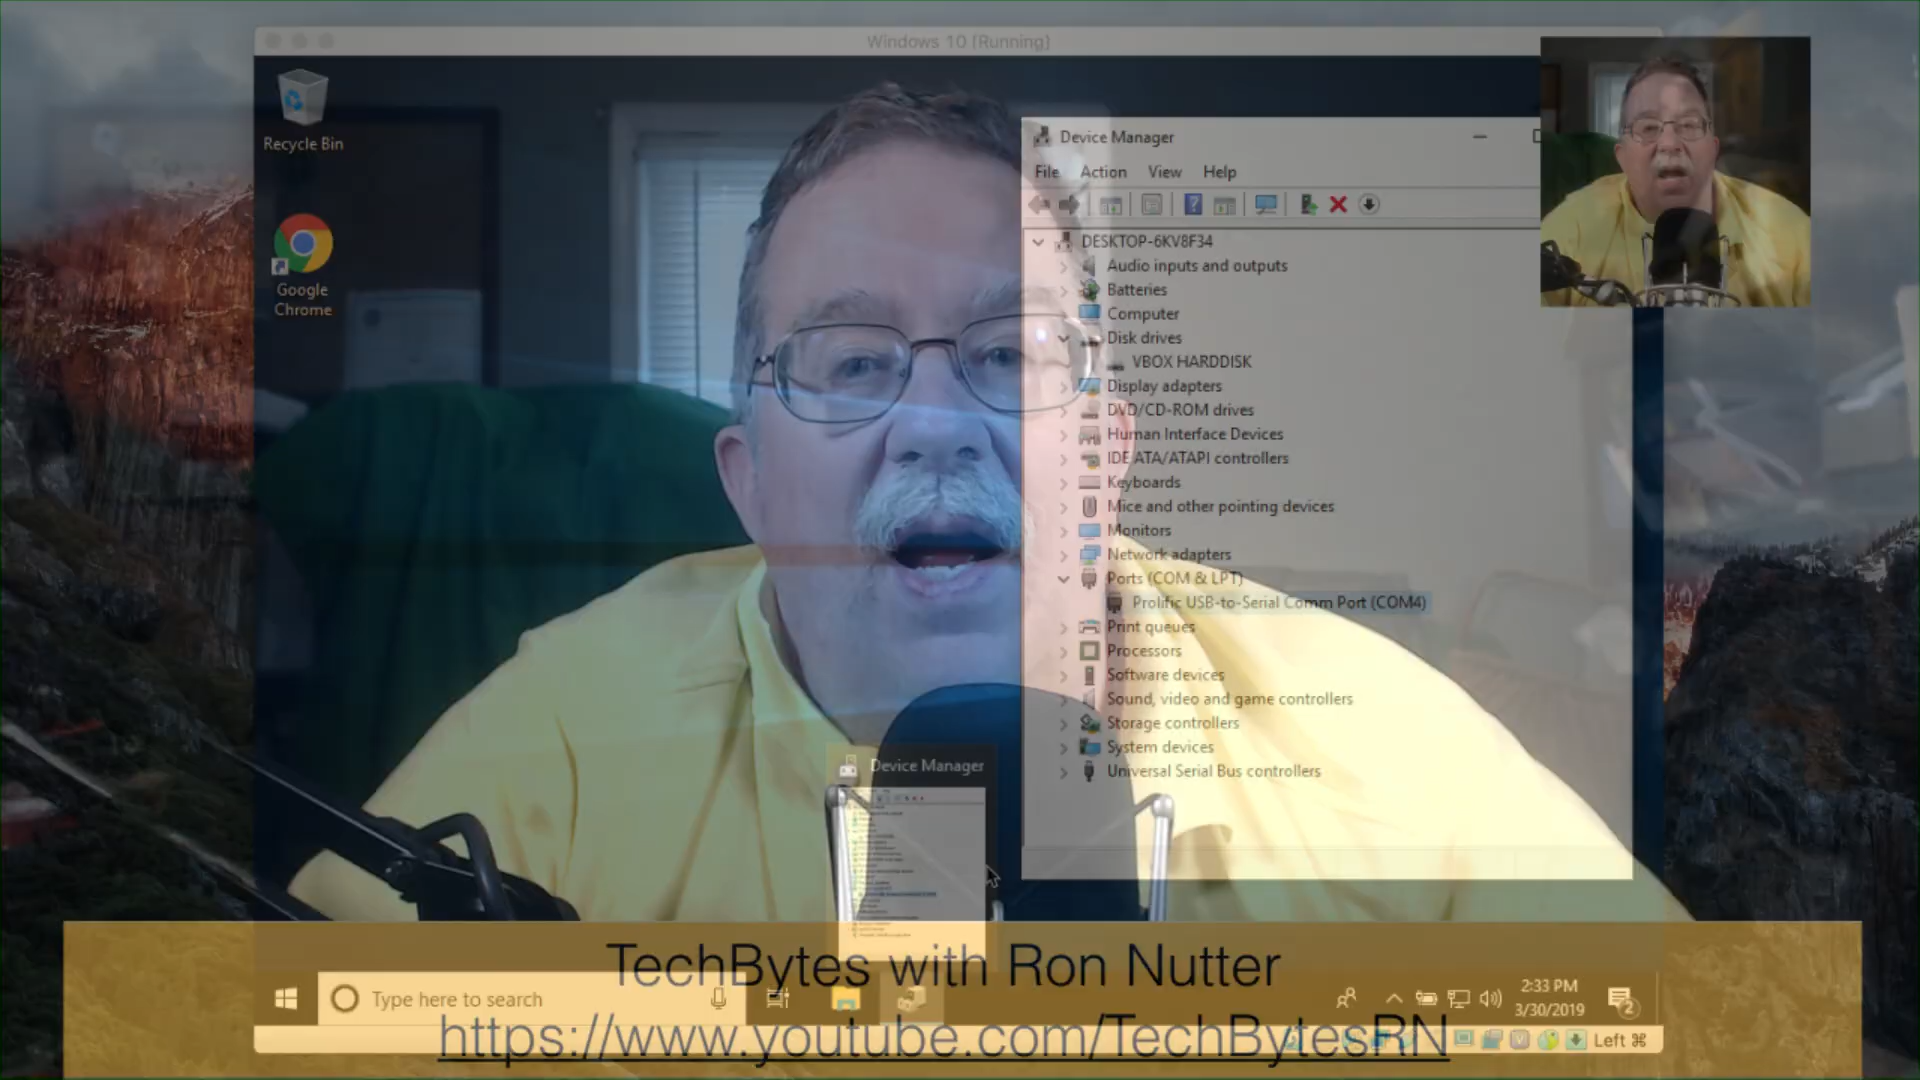 Windows 10 [Running]
Recycle Bin
Google
Chrome
Device Manager
File Action View Help
DESKTOP-6KV8F34
Audio inputs and outputs
Batteries
Computer
Disk drives
VBOX HARDDISK
Display adapters
DVD/CD-ROM drives
Human Interface Devices
IDE ATA/ATAPI controllers
Keyboards
Mice and other pointing devices
Monitors
Network adapters
Ports (COM & LPT)
Prolific USB-to-Serial Comm Port (COM4)
Print queues
Processors
Software devices
Sound, video and game controllers
Storage controllers
System devices
Universal Serial Bus controllers
Device Manager
TechBytes with Ron Nutter
Type here to search
2:33 PM
3/30/2019
2
https://www.youtube.com/TechBytesRN
Left ⌘